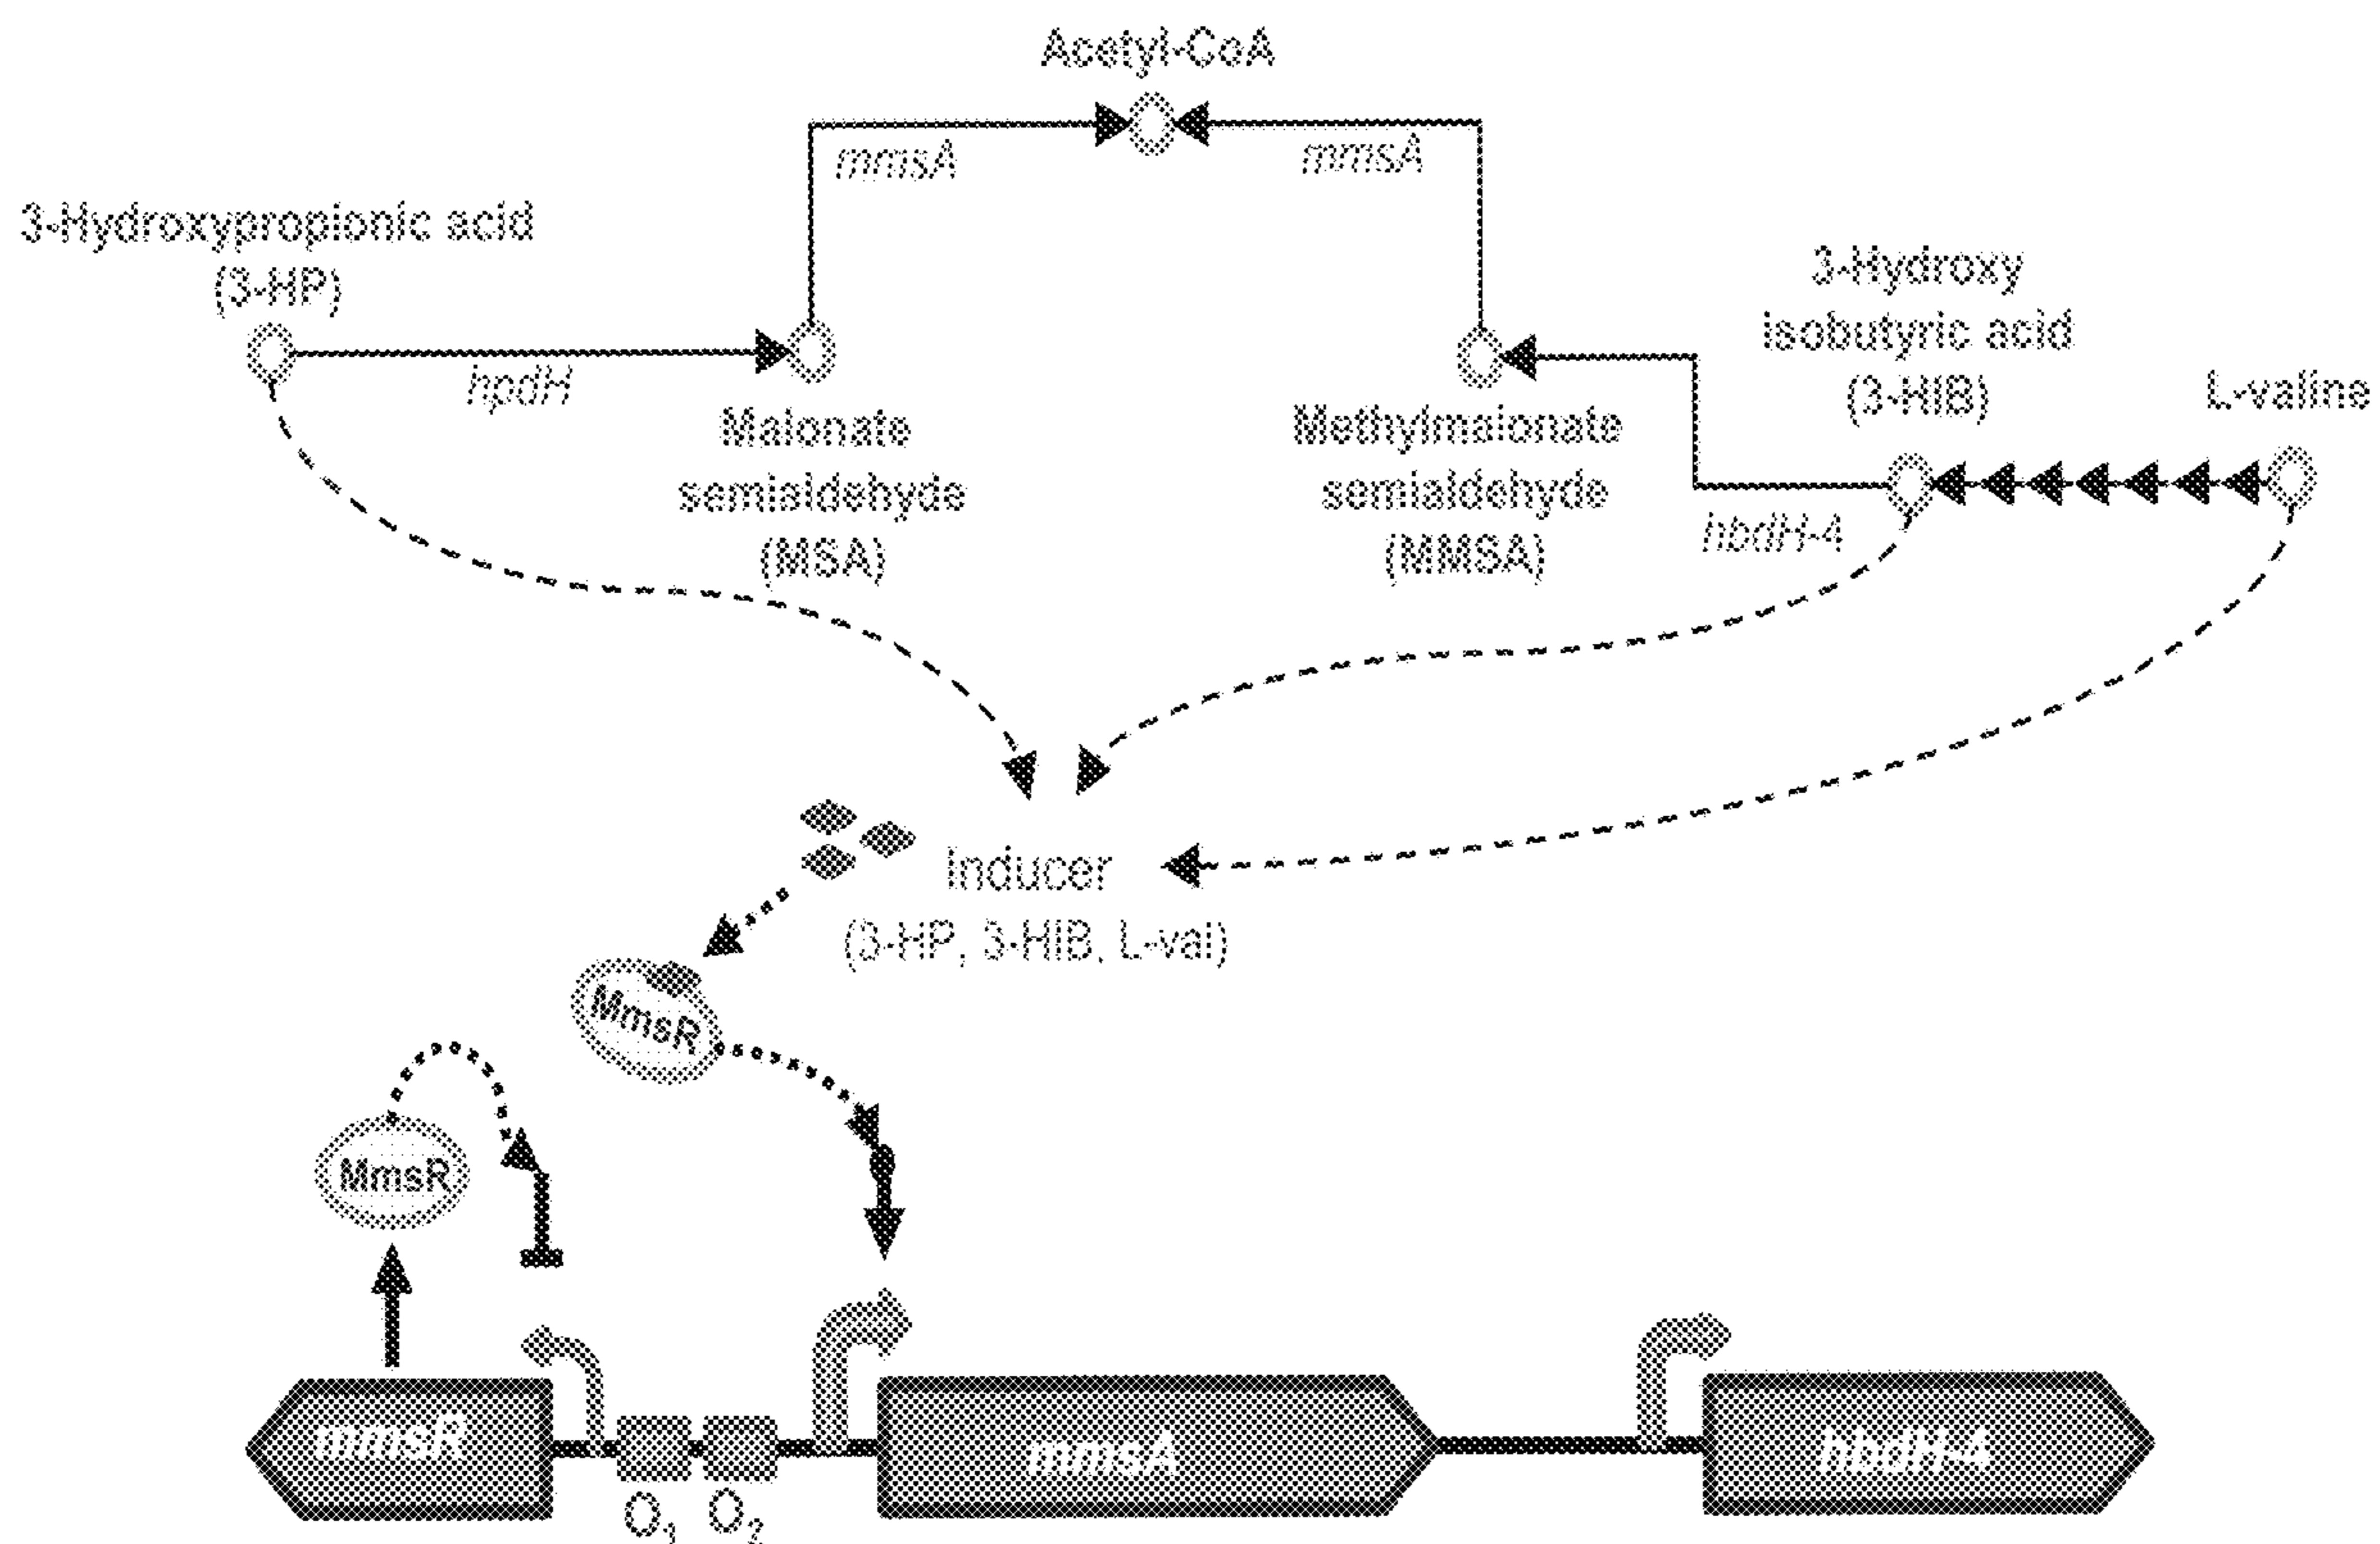 Acetyl-CoA
mmsA
mmsA
3-Hydroxypropionic acid
(3-HP)
hpdH
Malonate
semialdehyde
(MSA)
3-Hydroxy
isobutyric acid
(3-HIB)
L-valine
Methylmalonate
semialdehyde
(MMSA)
hbdH-4
Inducer
(3-HP, 3-HIB, L-val)
MmsR
MmsR
mmsR
O1
O2
mmsA
hbdH-4